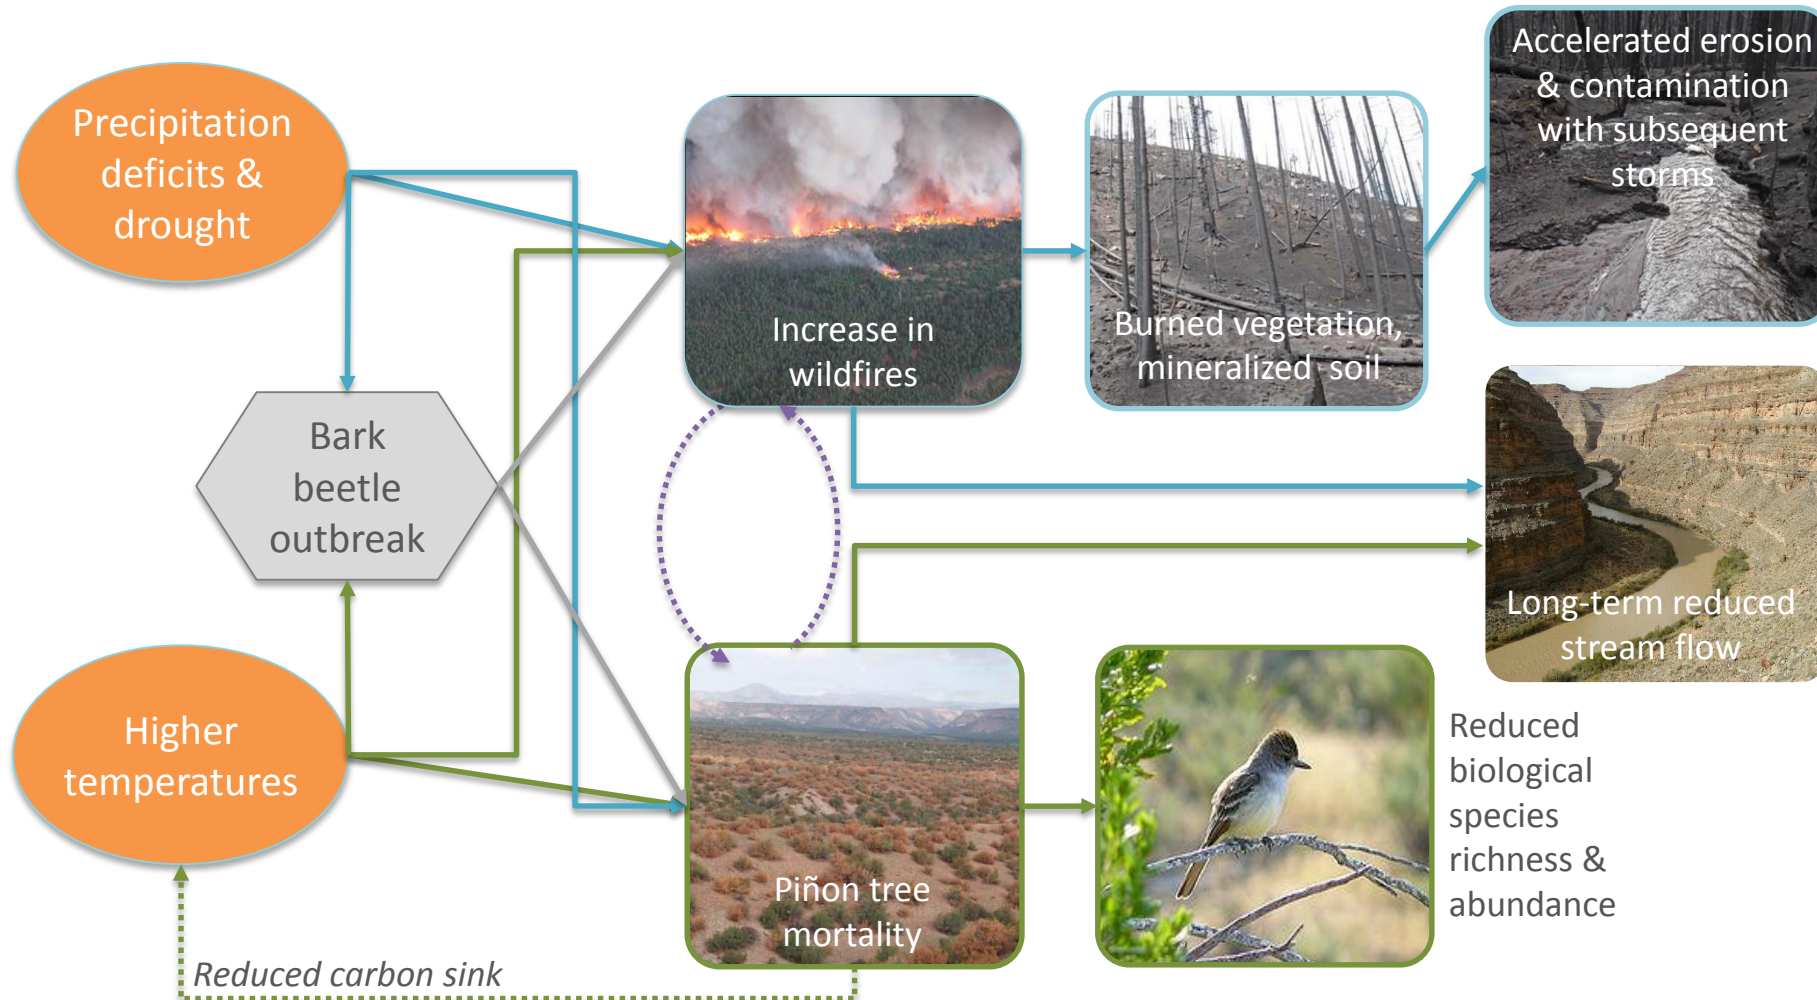 Precipitation
deficits &
drought
Bark
beetle
outbreak
Higher
temperatures
Increase in
wildfires
Burned vegetation,
mineralized soil
Accelerated erosion
& contamination
with subsequent
storms
Long-term reduced
stream flow
Piñon tree
mortality
Reduced
biological
species
richness &
abundance
Reduced carbon sink